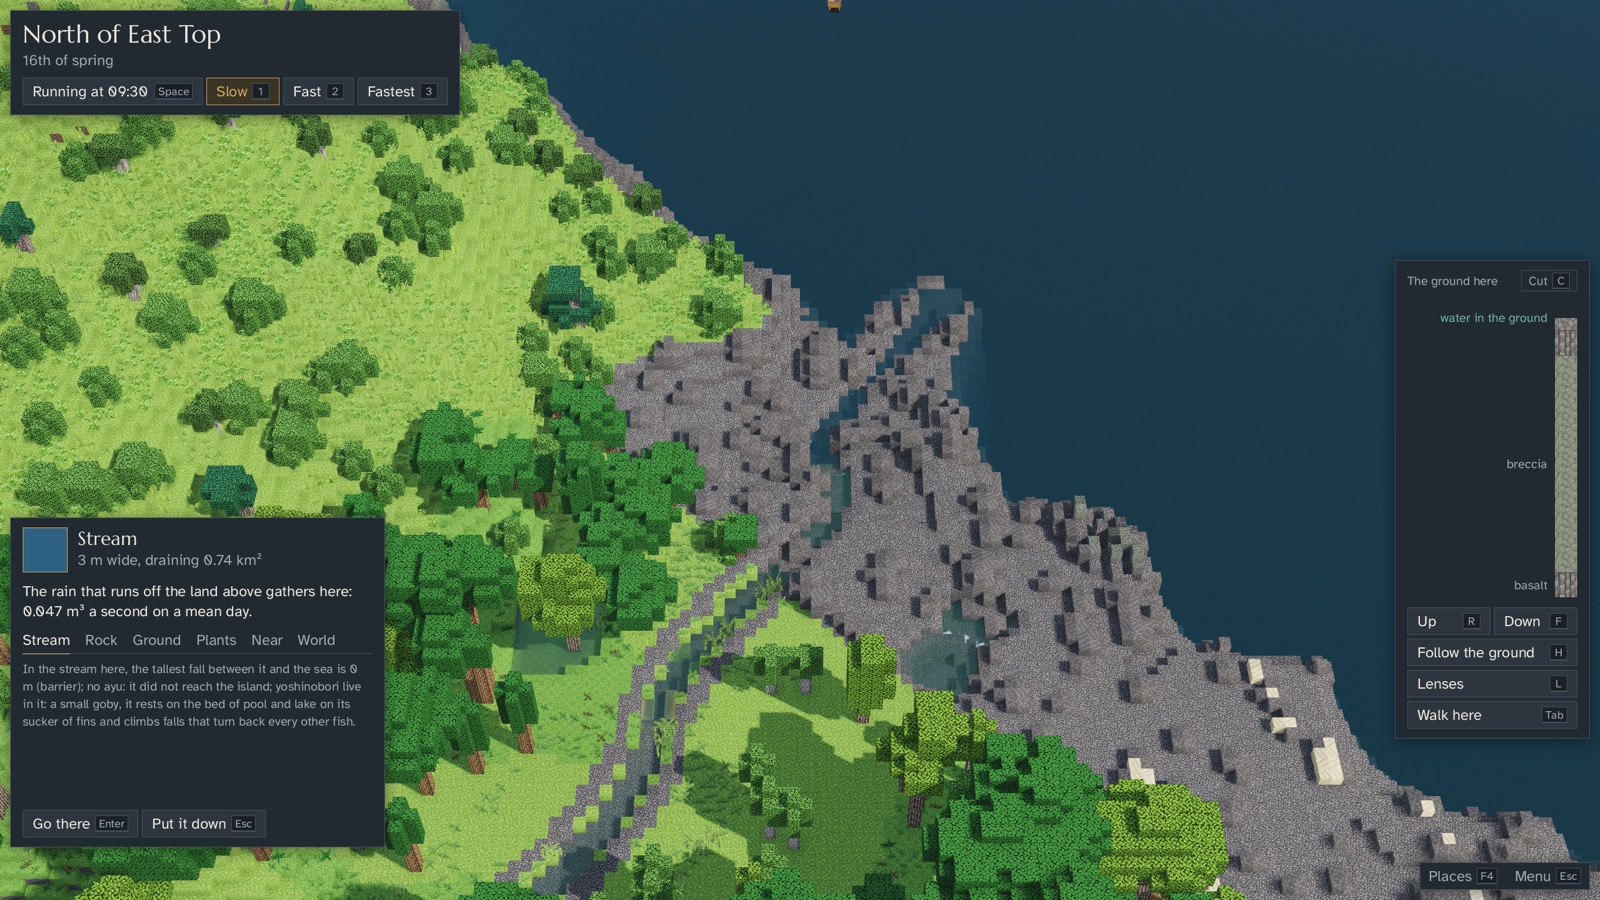 North of East Top
16th of spring
Running at 09:30 Space Slow 1 Fast 2 Fastest 3
The ground here Cut C
water in the ground
breccia
basalt
Up R Down F
Follow the ground H
Lenses L
Walk here Tab
Stream
3 m wide, draining 0.74 km²
The rain that runs off the land above gathers here:
0.047 m³ a second on a mean day.
Stream Rock Ground Plants Near World
In the stream here, the tallest fall between it and the sea is 0
m (barrier); no ayu: it did not reach the island; yoshinobori live
in it: a small goby, it rests on the bed of pool and lake on its
sucker of fins and climbs falls that turn back every other fish.
Go there Enter Put it down Esc
Places F4 Menu Esc